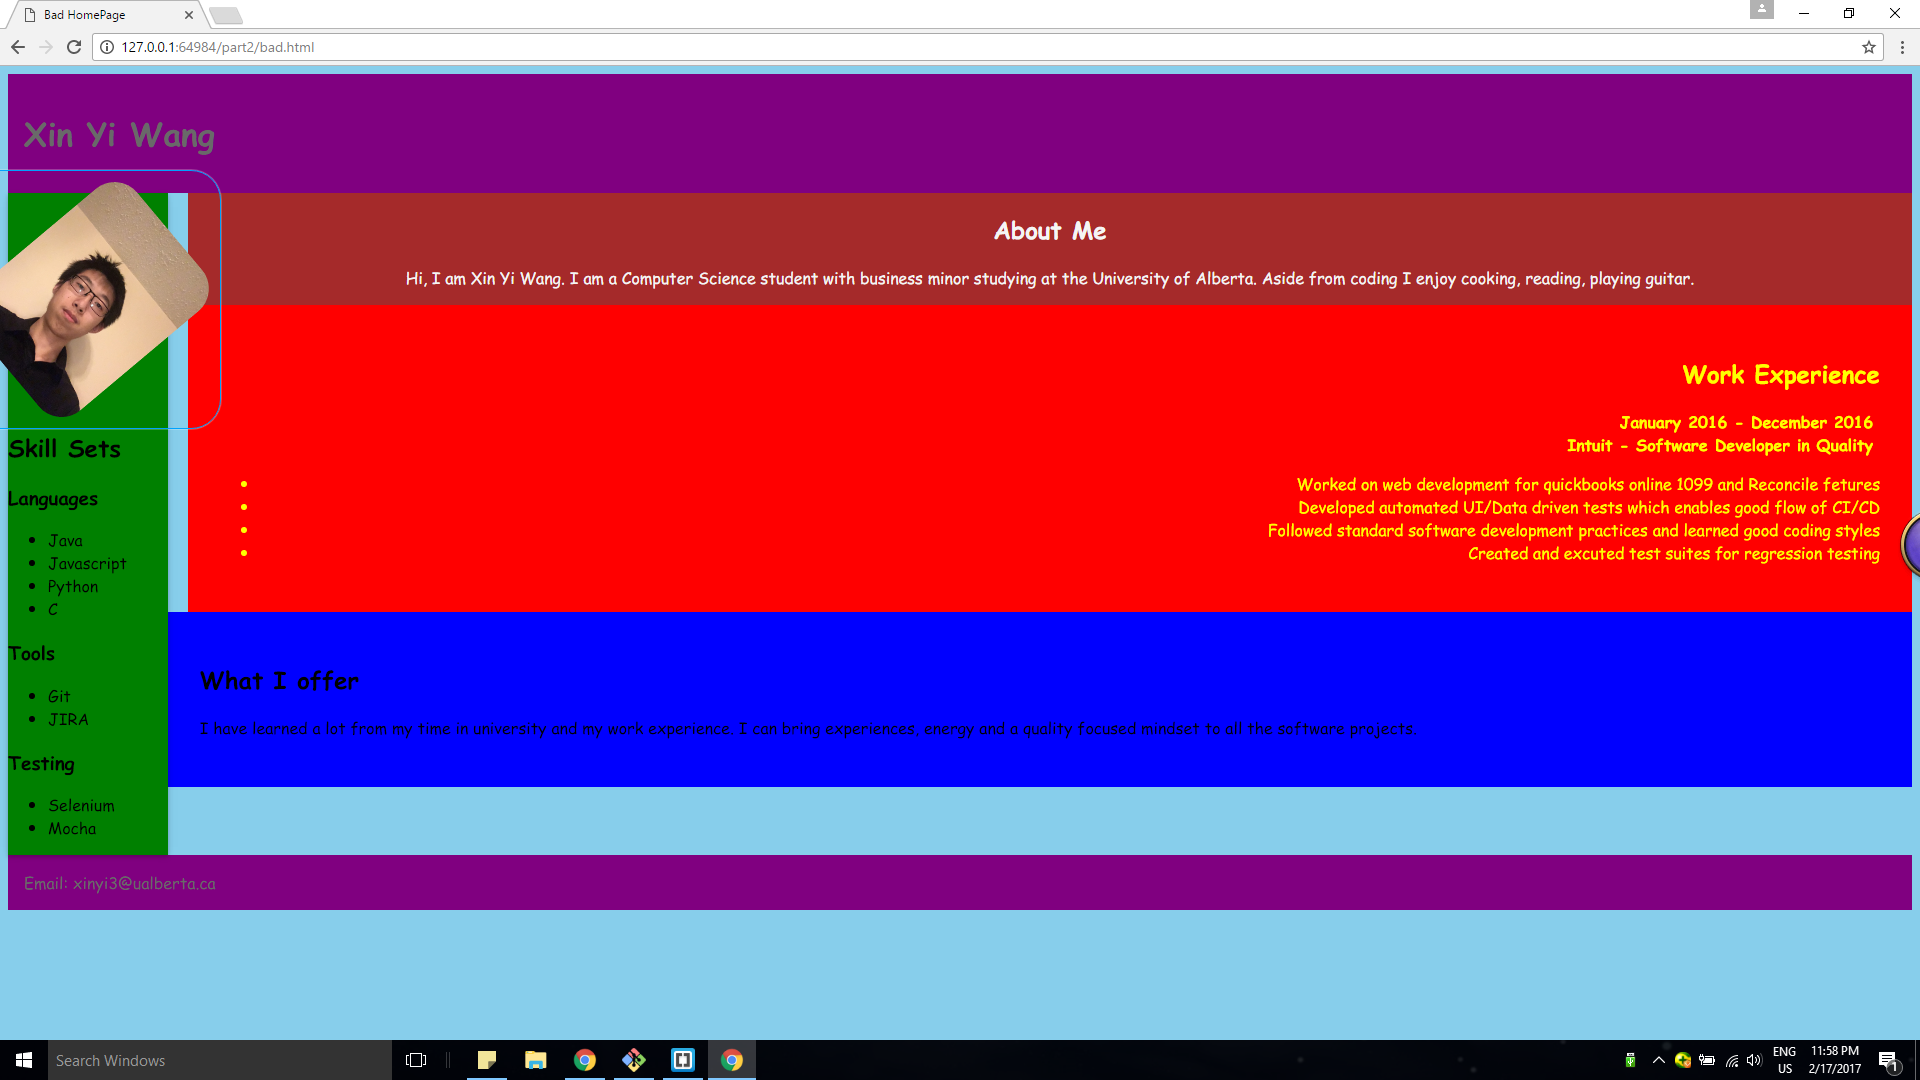 Bad HomePage
127.0.0.1:64984/part2/bad.html
Xin Yi Wang
About Me
Hi, I am Xin Yi Wang. I am a Computer Science student with business minor studying at the University of Alberta. Aside from coding I enjoy cooking, reading, playing guitar.
Work Experience
January 2016 - December 2016
Intuit - Software Developer in Quality
Worked on web development for quickbooks online 1099 and Reconcile fetures
Developed automated UI/Data driven tests which enables good flow of CI/CD
Followed standard software development practices and learned good coding styles
Created and excuted test suites for regression testing
Skill Sets
Languages
Java
Javascript
Python
C
Tools
Git
JIRA
Testing
Selenium
Mocha
What I offer
I have learned a lot from my time in university and my work experience. I can bring experiences, energy and a quality focused mindset to all the software projects.
Email: xinyi3@ualberta.ca
Search Windows
ENG
US
11:58 PM
2/17/2017
1